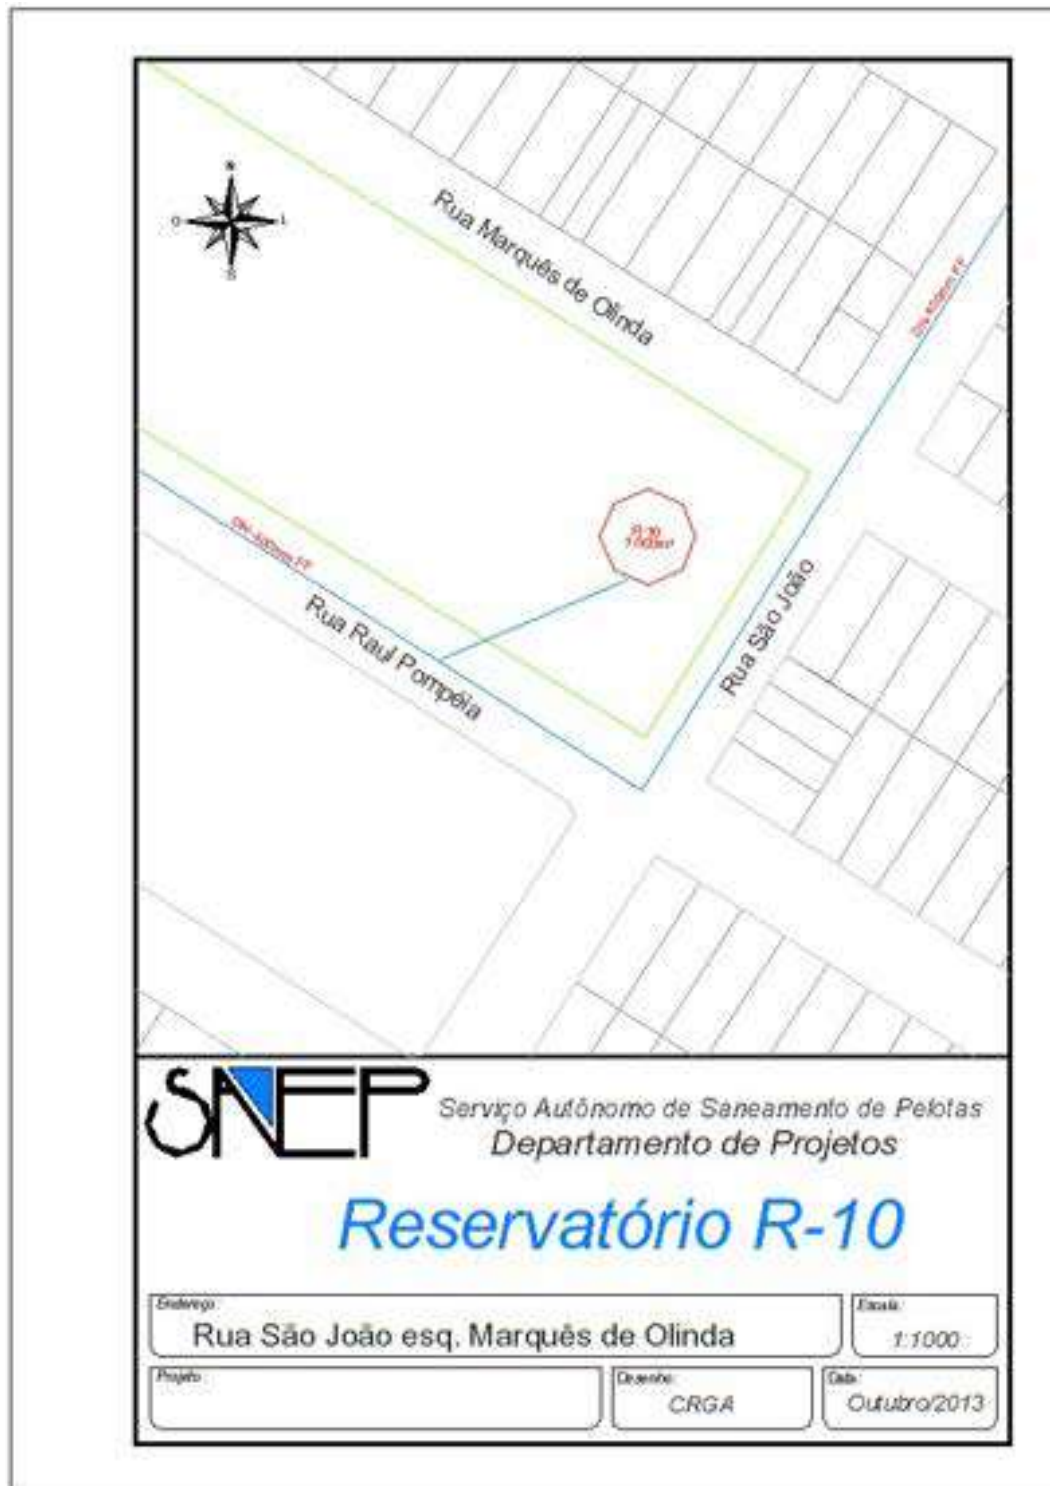 N
O
L
S
Rua Marquês de Olinda
R-10
Rua São João
Rua Raul Pompéia
SANEP
Serviço Autônomo de Saneamento de Pelotas
Departamento de Projetos
Reservatório R-10
Endereço:
Rua São João esq. Marquês de Olinda
Escala:
1:1000
Projeto:
Desenho:
CRGA
Data:
Outubro/2013